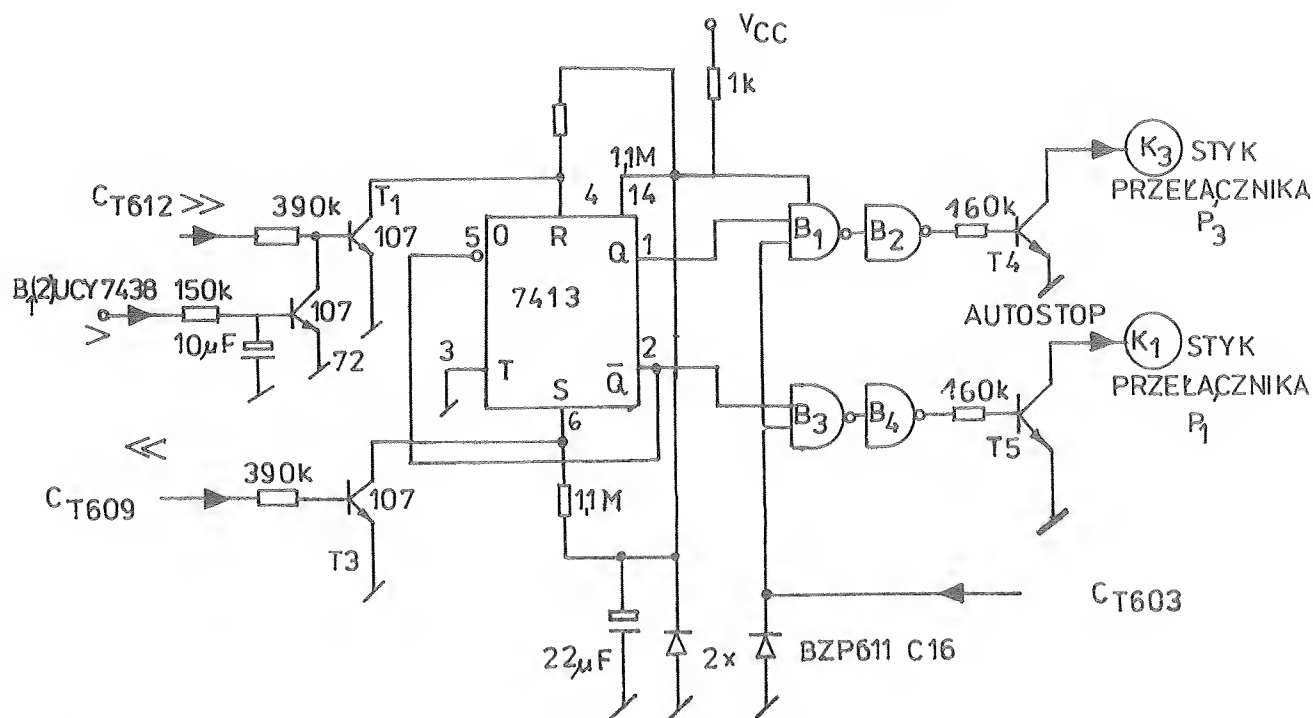 VCC
1k
1,1M
K3 STYK
PRZEŁĄCZNIKA
P3
CT612 >>
390k
T1
107
4
14
5
O
R
Q
1
B1
B2
160k
T4
B1(2)UCY7438
>
150k
107
10µF
72
7413
AUTOSTOP
K1 STYK
PRZEŁĄCZNIKA
P1
3
T
S
Q̅
2
6
B3
B4
160k
T5
<<
CT609
390k
107
T3
1,1M
CT603
22µF
2x
BZP611 C16